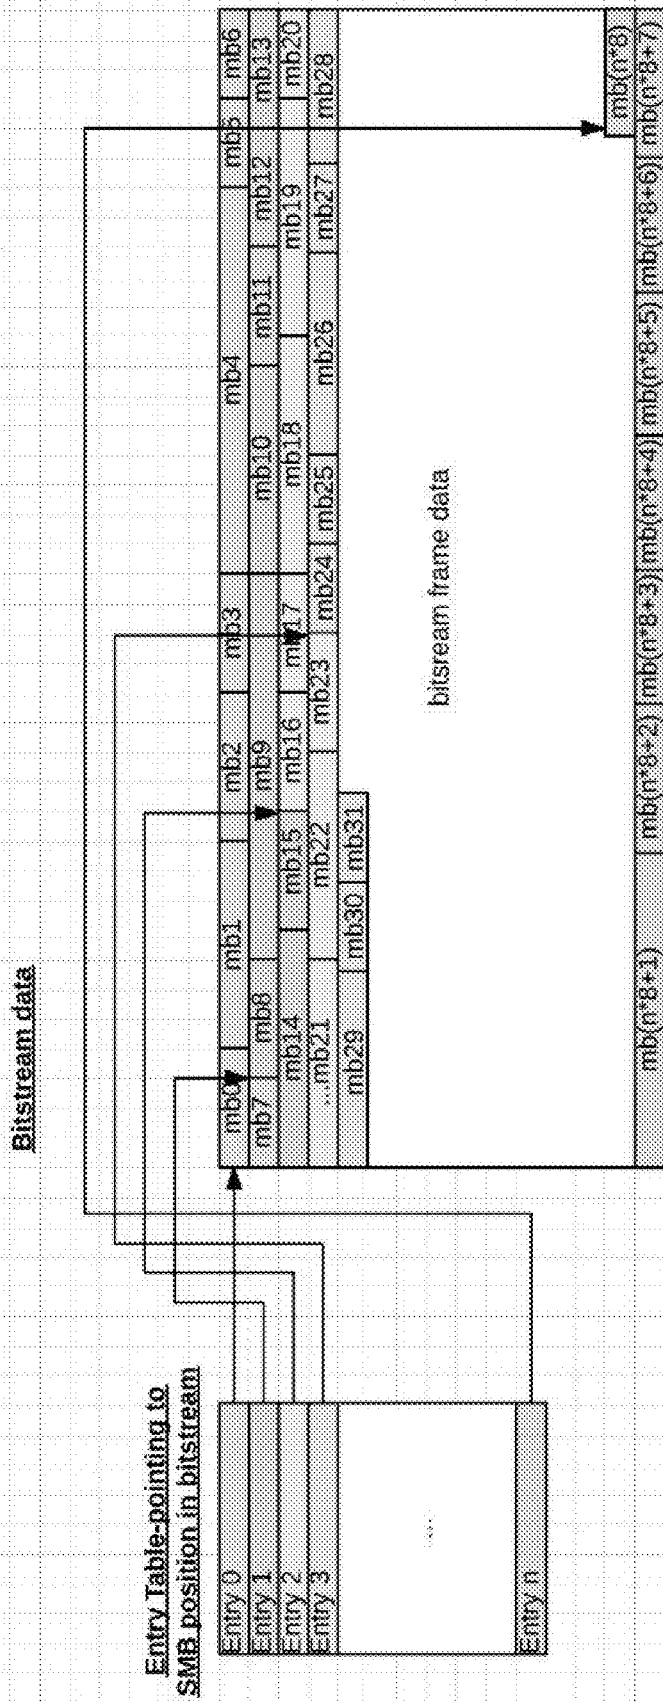 Bitstream data
Entry Table-pointing to
SMB position in bitstream
Entry 0
Entry 1
Entry 2
Entry 3
...
Entry n
mb0 mb1 mb2 mb3 mb4 mb5 mb6
mb7 mb8 mb9 mb10 mb11 mb12 mb13
mb14 mb15 mb16 mb17 mb18 mb19 mb20
...mb21 mb22 mb23 mb24 mb25 mb26 mb27 mb28
mb29 mb30 mb31
bitsream frame data
mb(n*8)
mb(n*8+1) mb(n*8+2) mb(n*8+3) mb(n*8+4) mb(n*8+5) mb(n*8+6) mb(n*8+7)